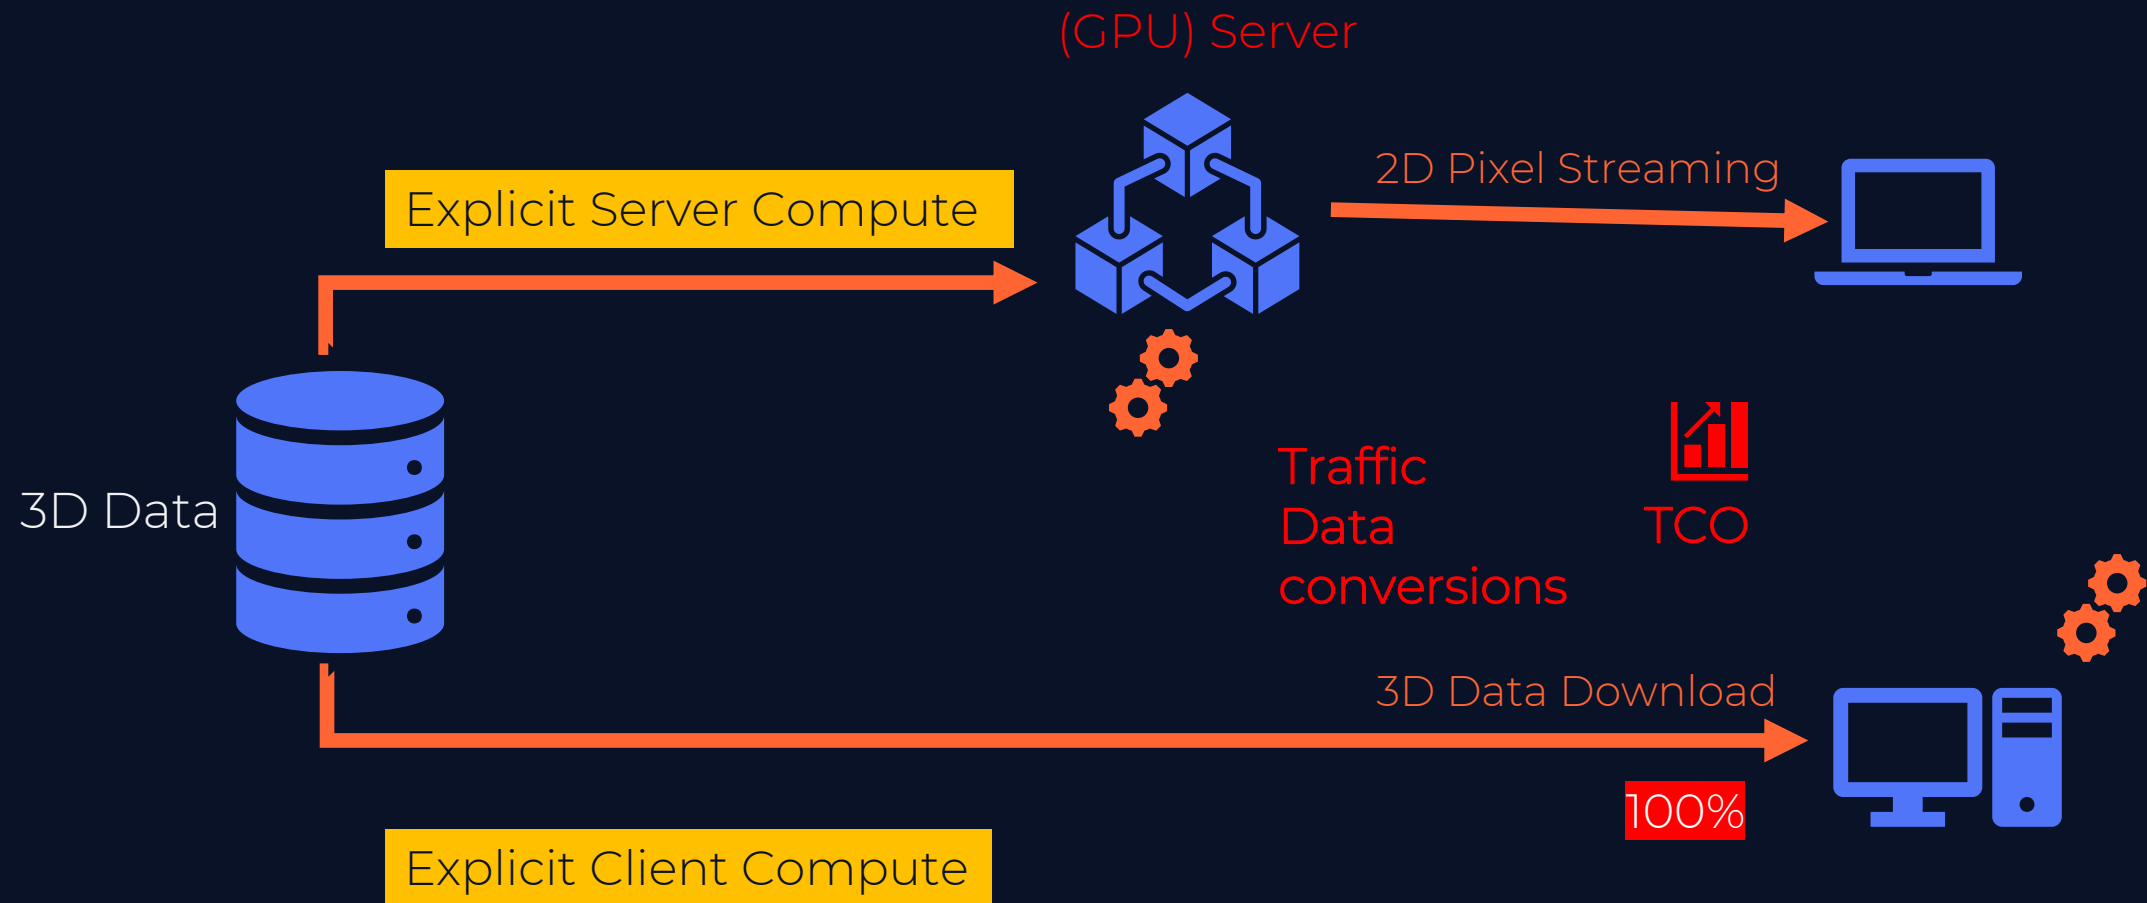 (GPU) Server
2D Pixel Streaming
Explicit Server Compute
Traffic
Data
conversions
TCO
3D Data
3D Data Download
100%
Explicit Client Compute